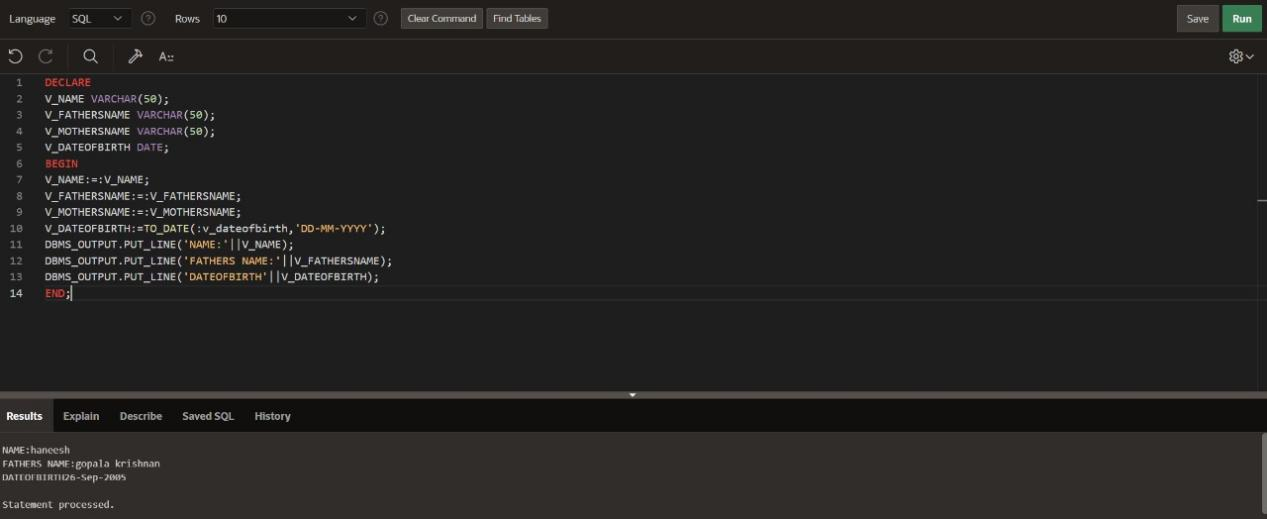 Language SQL Rows 10 Clear Command Find Tables Save Run
1 DECLARE
2 V_NAME VARCHAR(50);
3 V_FATHERSNAME VARCHAR(50);
4 V_MOTHERSNAME VARCHAR(50);
5 V_DATEOFBIRTH DATE;
6 BEGIN
7 V_NAME:=:V_NAME;
8 V_FATHERSNAME:=:V_FATHERSNAME;
9 V_MOTHERSNAME:=:V_MOTHERSNAME;
10 V_DATEOFBIRTH:=TO_DATE(:v_dateofbirth,'DD-MM-YYYY');
11 DBMS_OUTPUT.PUT_LINE('NAME:'||V_NAME);
12 DBMS_OUTPUT.PUT_LINE('FATHERS NAME:'||V_FATHERSNAME);
13 DBMS_OUTPUT.PUT_LINE('DATEOFBIRTH'||V_DATEOFBIRTH);
14 END;
Results Explain Describe Saved SQL History
NAME:haneesh
FATHERS NAME:gopala krishnan
DATEOFBIRTH26-Sep-2005
Statement processed.